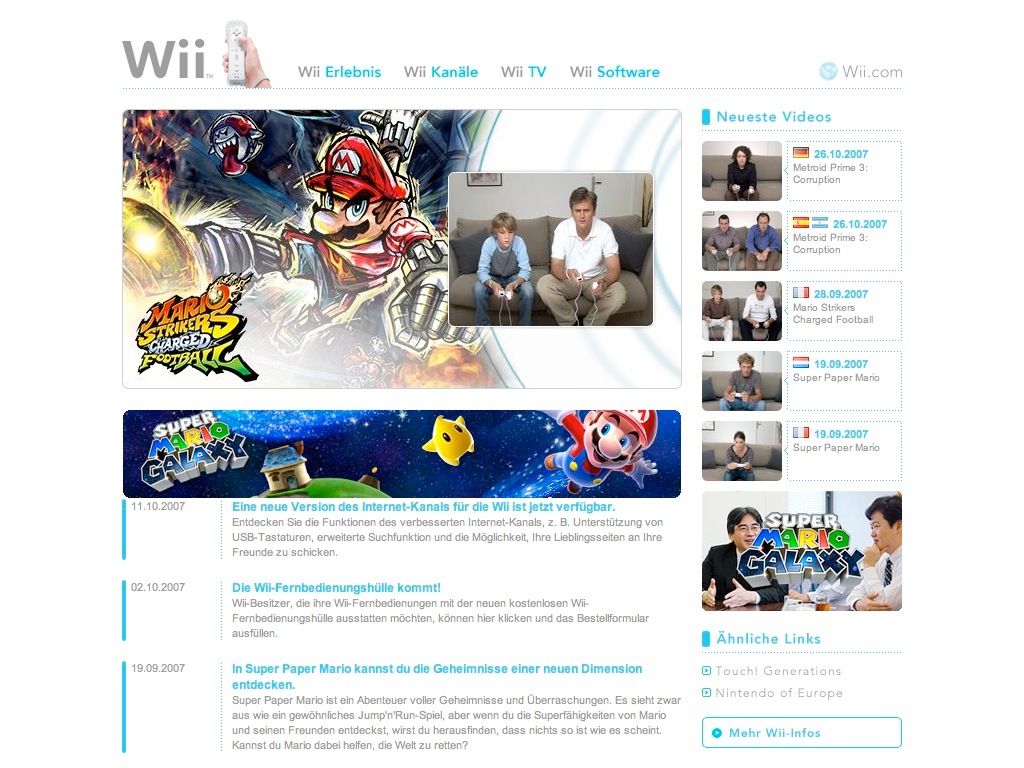 Wii™
Wii Erlebnis
Wii Kanäle
Wii TV
Wii Software
Wii.com
MARIO
STRIKERS
CHARGED
FOOTBALL
SUPER
MARIO
GALAXY
11.10.2007
Eine neue Version des Internet-Kanals für die Wii ist jetzt verfügbar.
Entdecken Sie die Funktionen des verbesserten Internet-Kanals, z. B. Unterstützung von
USB-Tastaturen, erweiterte Suchfunktion und die Möglichkeit, Ihre Lieblingsseiten an Ihre
Freunde zu schicken.
02.10.2007
Die Wii-Fernbedienungshülle kommt!
Wii-Besitzer, die ihre Wii-Fernbedienungen mit der neuen kostenlosen Wii-
Fernbedienungshülle ausstatten möchten, können hier klicken und das Bestellformular
ausfüllen.
19.09.2007
In Super Paper Mario kannst du die Geheimnisse einer neuen Dimension
entdecken.
Super Paper Mario ist ein Abenteuer voller Geheimnisse und Überraschungen. Es sieht zwar
aus wie ein gewöhnliches Jump'n'Run-Spiel, aber wenn du die Superfähigkeiten von Mario
und seinen Freunden entdeckst, wirst du herausfinden, dass nichts so ist wie es scheint.
Kannst du Mario dabei helfen, die Welt zu retten?
Neueste Videos
26.10.2007
Metroid Prime 3:
Corruption
26.10.2007
Metroid Prime 3:
Corruption
28.09.2007
Mario Strikers
Charged Football
19.09.2007
Super Paper Mario
19.09.2007
Super Paper Mario
SUPER
MARIO
GALAXY
Ähnliche Links
Touch! Generations
Nintendo of Europe
Mehr Wii-Infos